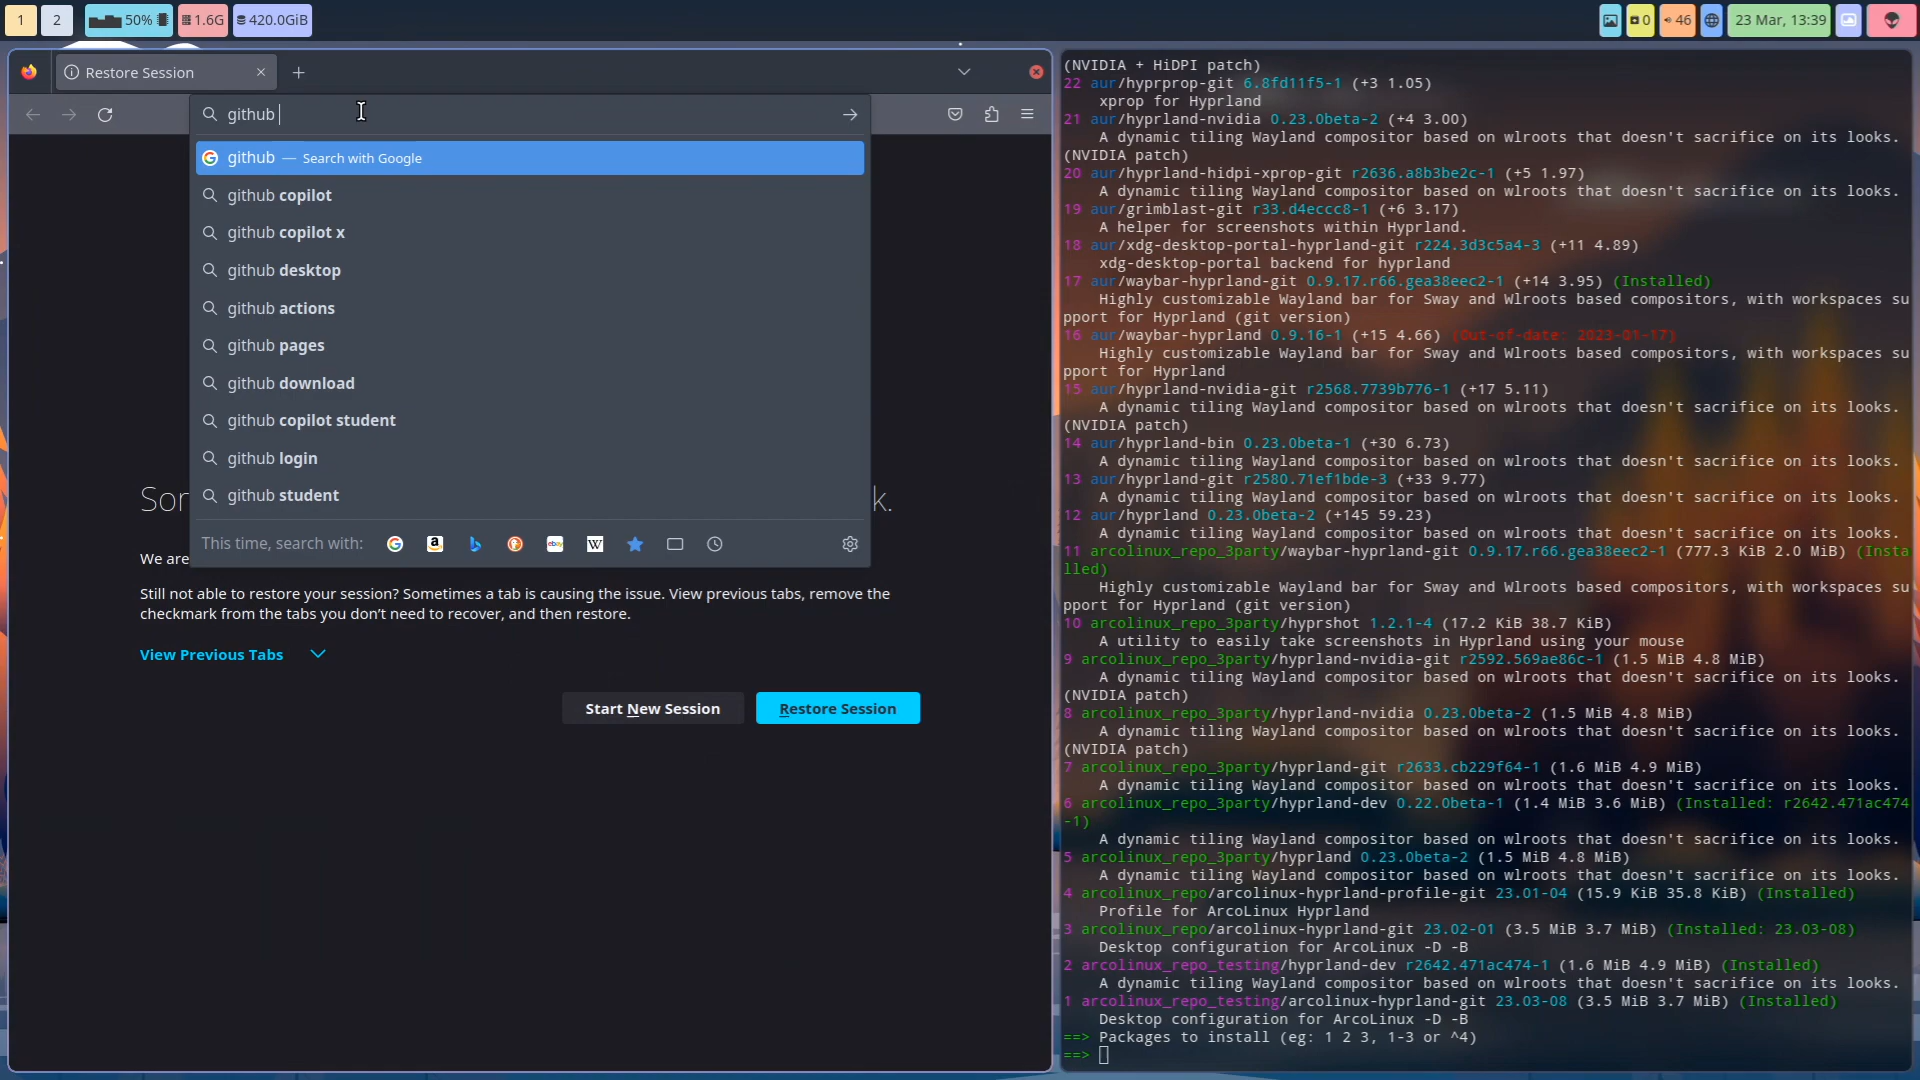 1 2 50% 1.6G 420.0GiB 0 46 23 Mar, 13:39
Restore Session
github
github — Search with Google
github copilot
github copilot x
github desktop
github actions
github pages
github download
github copilot student
github login
github student
This time, search with:
Sor k.
We are
Still not able to restore your session? Sometimes a tab is causing the issue. View previous tabs, remove the
checkmark from the tabs you don’t need to recover, and then restore.
View Previous Tabs
Start New Session Restore Session
(NVIDIA + HiDPI patch)
22 aur/hyprprop-git 6.8fd11f5-1 (+3 1.05)
xprop for Hyprland
21 aur/hyprland-nvidia 0.23.0beta-2 (+4 3.00)
A dynamic tiling Wayland compositor based on wlroots that doesn't sacrifice on its looks.
(NVIDIA patch)
20 aur/hyprland-hidpi-xprop-git r2636.a8b3be2c-1 (+5 1.97)
A dynamic tiling Wayland compositor based on wlroots that doesn't sacrifice on its looks.
19 aur/grimblast-git r33.d4eccc8-1 (+6 3.17)
A helper for screenshots within Hyprland.
18 aur/xdg-desktop-portal-hyprland-git r224.3d3c5a4-3 (+11 4.89)
xdg-desktop-portal backend for hyprland
17 aur/waybar-hyprland-git 0.9.17.r66.gea38eec2-1 (+14 3.95) (Installed)
Highly customizable Wayland bar for Sway and Wlroots based compositors, with workspaces su
pport for Hyprland (git version)
16 aur/waybar-hyprland 0.9.16-1 (+15 4.66) (Out-of-date: 2023-01-17)
Highly customizable Wayland bar for Sway and Wlroots based compositors, with workspaces su
pport for Hyprland
15 aur/hyprland-nvidia-git r2568.7739b776-1 (+17 5.11)
A dynamic tiling Wayland compositor based on wlroots that doesn't sacrifice on its looks.
(NVIDIA patch)
14 aur/hyprland-bin 0.23.0beta-1 (+30 6.73)
A dynamic tiling Wayland compositor based on wlroots that doesn't sacrifice on its looks.
13 aur/hyprland-git r2580.71ef1bde-3 (+33 9.77)
A dynamic tiling Wayland compositor based on wlroots that doesn't sacrifice on its looks.
12 aur/hyprland 0.23.0beta-2 (+145 59.23)
A dynamic tiling Wayland compositor based on wlroots that doesn't sacrifice on its looks.
11 arcolinux_repo_3party/waybar-hyprland-git 0.9.17.r66.gea38eec2-1 (777.3 KiB 2.0 MiB) (Insta
lled)
Highly customizable Wayland bar for Sway and Wlroots based compositors, with workspaces su
pport for Hyprland (git version)
10 arcolinux_repo_3party/hyprshot 1.2.1-4 (17.2 KiB 38.7 KiB)
A utility to easily take screenshots in Hyprland using your mouse
9 arcolinux_repo_3party/hyprland-nvidia-git r2592.569ae86c-1 (1.5 MiB 4.8 MiB)
A dynamic tiling Wayland compositor based on wlroots that doesn't sacrifice on its looks.
(NVIDIA patch)
8 arcolinux_repo_3party/hyprland-nvidia 0.23.0beta-2 (1.5 MiB 4.8 MiB)
A dynamic tiling Wayland compositor based on wlroots that doesn't sacrifice on its looks.
(NVIDIA patch)
7 arcolinux_repo_3party/hyprland-git r2633.cb229f64-1 (1.6 MiB 4.9 MiB)
A dynamic tiling Wayland compositor based on wlroots that doesn't sacrifice on its looks.
6 arcolinux_repo_3party/hyprland-dev 0.22.0beta-1 (1.4 MiB 3.6 MiB) (Installed: r2642.471ac474
-1)
A dynamic tiling Wayland compositor based on wlroots that doesn't sacrifice on its looks.
5 arcolinux_repo_3party/hyprland 0.23.0beta-2 (1.5 MiB 4.8 MiB)
A dynamic tiling Wayland compositor based on wlroots that doesn't sacrifice on its looks.
4 arcolinux_repo/arcolinux-hyprland-profile-git 23.01-04 (15.9 KiB 35.8 KiB) (Installed)
Profile for ArcoLinux Hyprland
3 arcolinux_repo/arcolinux-hyprland-git 23.02-01 (3.5 MiB 3.7 MiB) (Installed: 23.03-08)
Desktop configuration for ArcoLinux -D -B
2 arcolinux_repo_testing/hyprland-dev r2642.471ac474-1 (1.6 MiB 4.9 MiB) (Installed)
A dynamic tiling Wayland compositor based on wlroots that doesn't sacrifice on its looks.
1 arcolinux_repo_testing/arcolinux-hyprland-git 23.03-08 (3.5 MiB 3.7 MiB) (Installed)
Desktop configuration for ArcoLinux -D -B
==> Packages to install (eg: 1 2 3, 1-3 or ^4)
==>